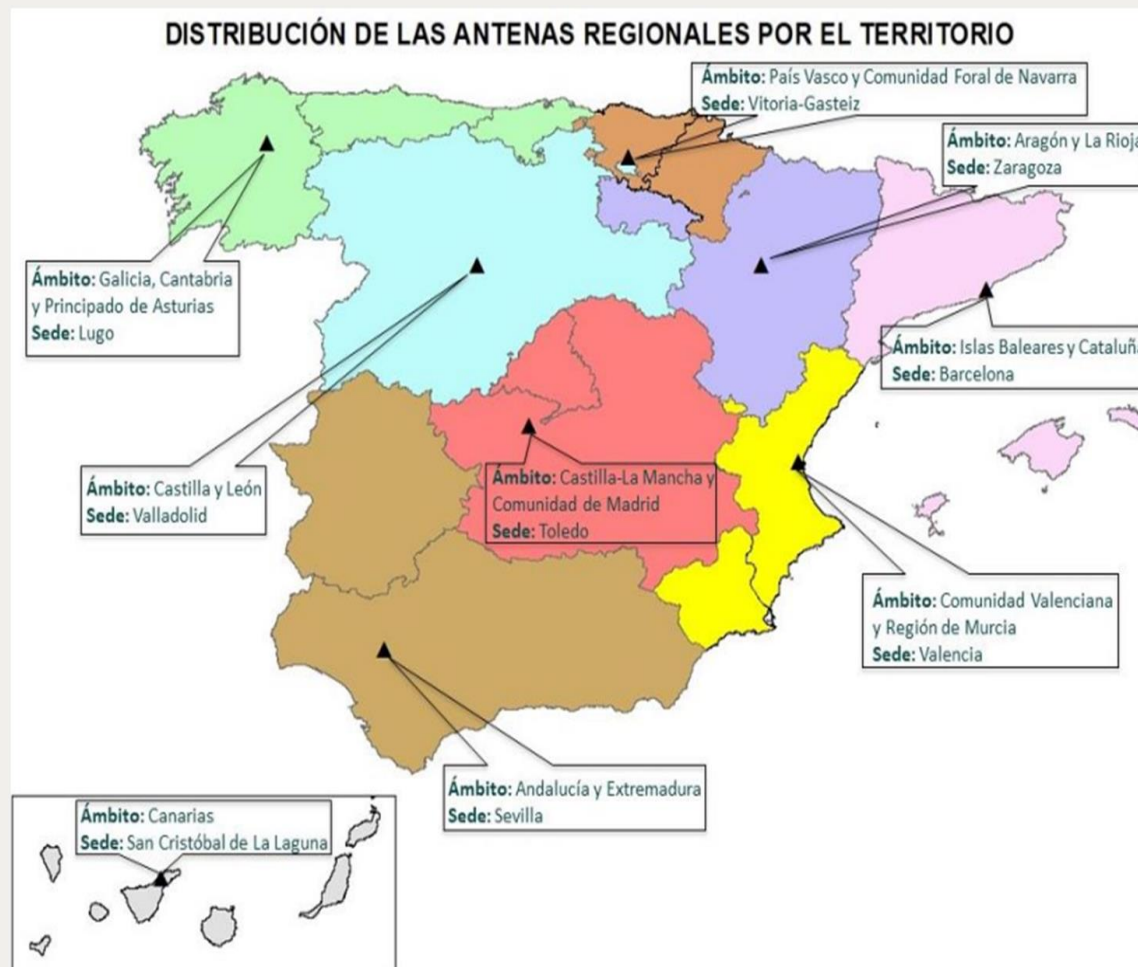 DISTRIBUCIÓN DE LAS ANTENAS REGIONALES POR EL TERRITORIO
Ámbito: País Vasco y Comunidad Foral de Navarra
Sede: Vitoria-Gasteiz
Ámbito: Aragón y La Rioja
Sede: Zaragoza
Ámbito: Galicia, Cantabria
y Principado de Asturias
Sede: Lugo
Ámbito: Islas Baleares y Cataluña
Sede: Barcelona
Ámbito: Castilla y León
Sede: Valladolid
Ámbito: Castilla-La Mancha y
Comunidad de Madrid
Sede: Toledo
Ámbito: Comunidad Valenciana
y Región de Murcia
Sede: Valencia
Ámbito: Andalucía y Extremadura
Sede: Sevilla
Ámbito: Canarias
Sede: San Cristóbal de La Laguna